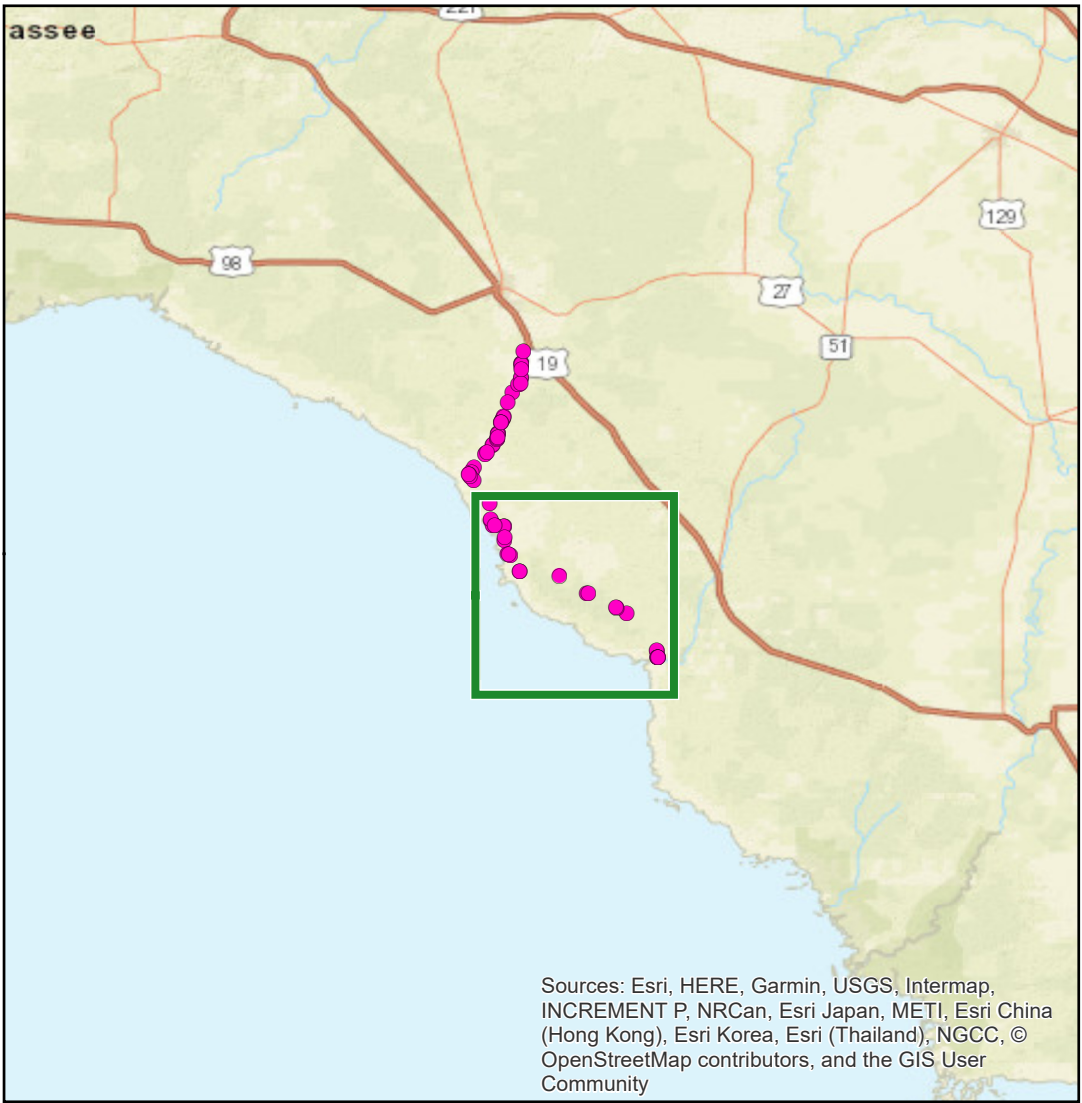 221
assee
129
98
27
51
19
Sources: Esri, HERE, Garmin, USGS, Intermap,
INCREMENT P, NRCan, Esri Japan, METI, Esri China
(Hong Kong), Esri Korea, Esri (Thailand), NGCC, ©
OpenStreetMap contributors, and the GIS User
Community